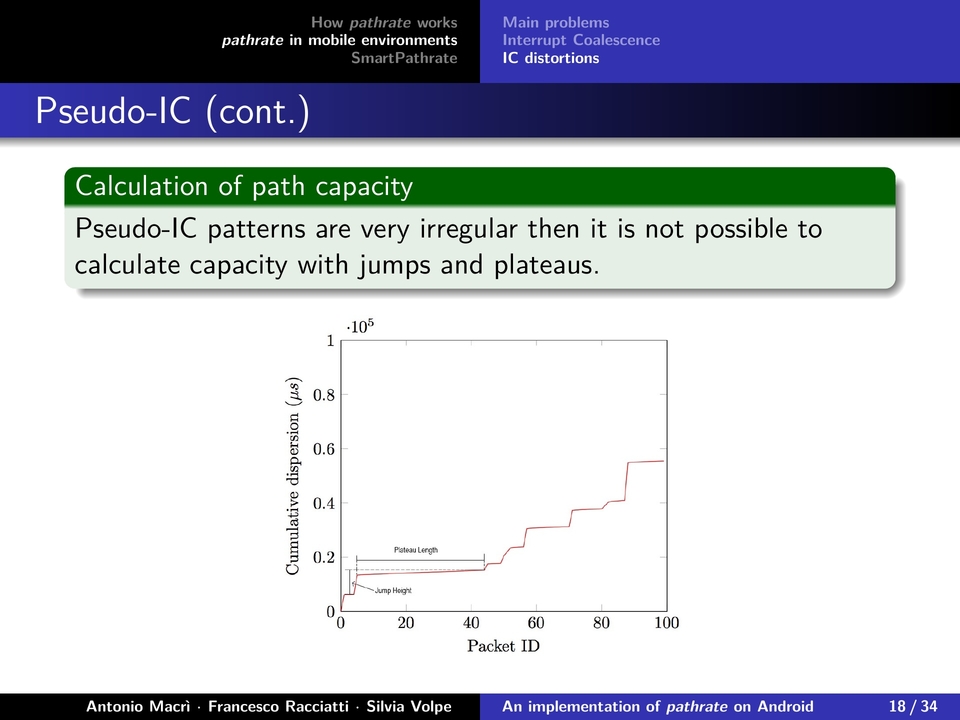 How pathrate works
pathrate in mobile environments
SmartPathrate
Main problems
Interrupt Coalescence
IC distortions
Pseudo-IC (cont.)
Calculation of path capacity
Pseudo-IC patterns are very irregular then it is not possible to
calculate capacity with jumps and plateaus.
·10⁵
1
0.8
0.6
0.4
0.2
0
Cumulative dispersion (μs)
Plateau Length
Jump Height
0 20 40 60 80 100
Packet ID
Antonio Macrì · Francesco Racciatti · Silvia Volpe
An implementation of pathrate on Android
18 / 34